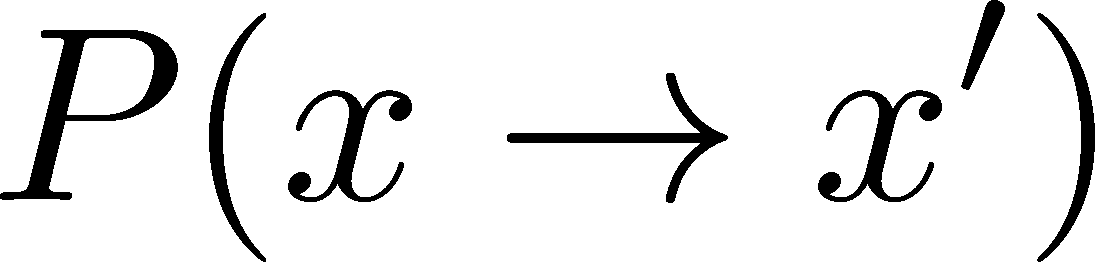 P(x → x′)